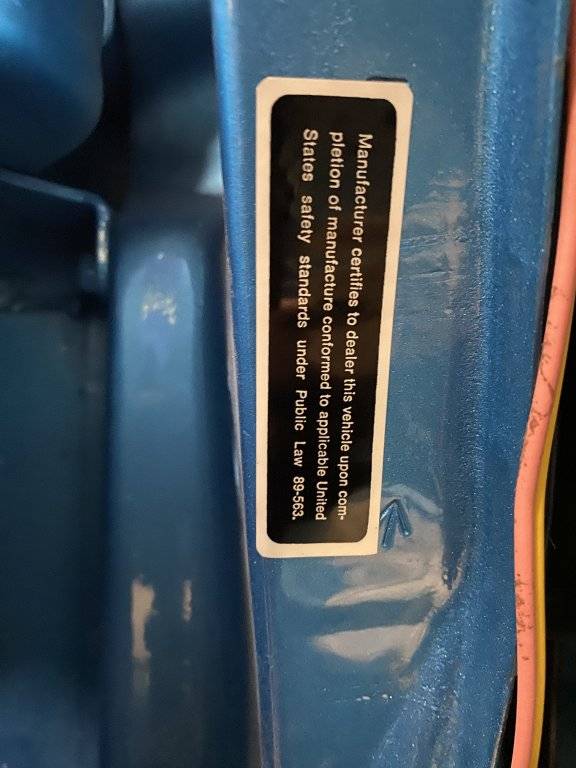 Manufacturer certifies to dealer this vehicle upon com-
pletion of manufacture conformed to applicable United
States safety standards under Public Law 89-563.